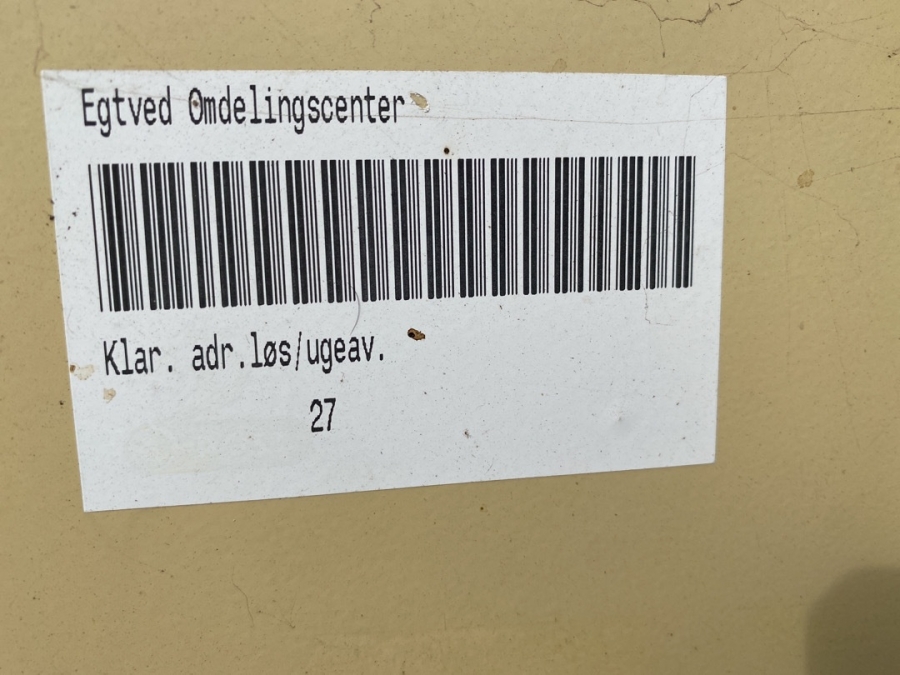 Egtved Omdelingscenter
Klar. adr.løs/ugeav.
27